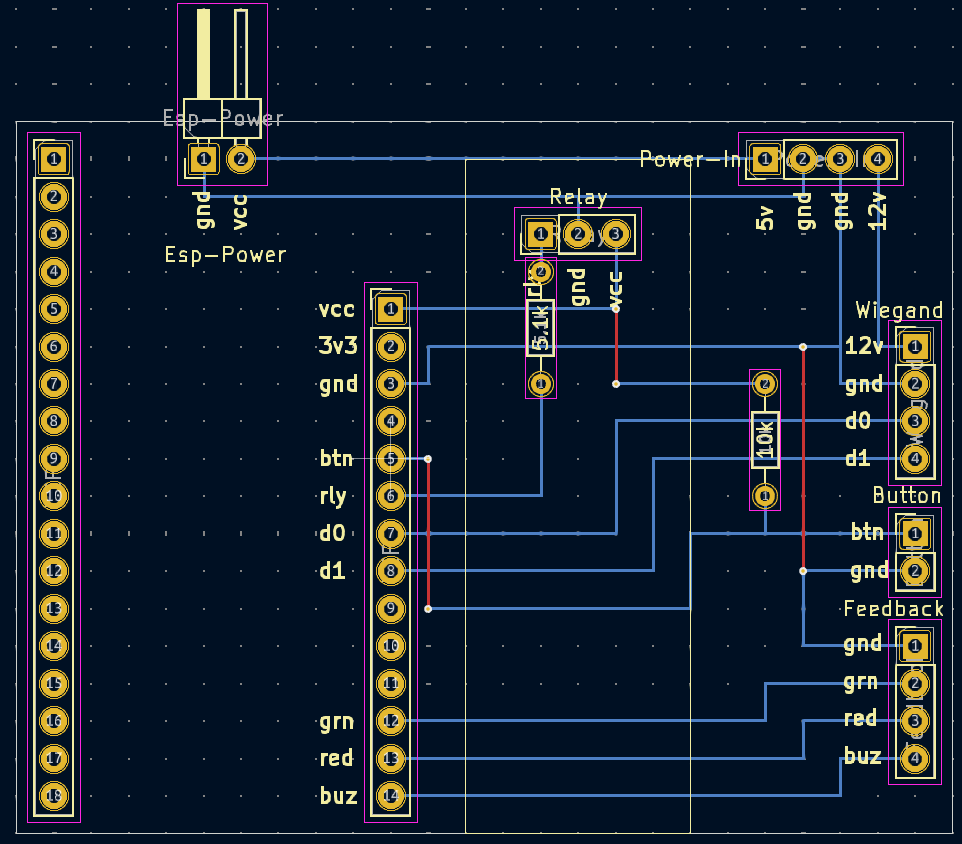 Esp-Power
1
2
gnd
vcc
Esp-Power
Power-In
1
2
3
4
5v
gnd
gnd
12v
Relay
1
2
3
rly
gnd
vcc
2
5.1k
1
2
10k
1
1
2
3
4
5
6
7
8
9
10
11
12
13
14
15
16
17
18
vcc 1
3v3 2
gnd 3
4
btn 5
rly 6
d0 7
d1 8
9
10
11
grn 12
red 13
buz 14
Wiegand
12v 1
gnd 2
d0 3
d1 4
Button
btn 1
gnd 2
Feedback
gnd 1
grn 2
red 3
buz 4